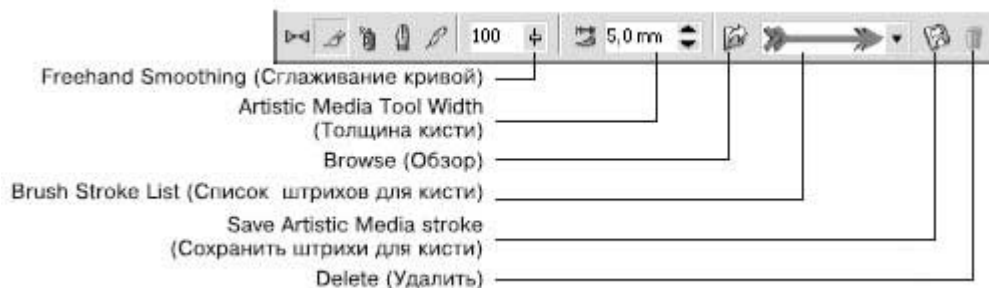 100 5,0 mm
Freehand Smoothing (Сглаживание кривой)
Artistic Media Tool Width
(Толщина кисти)
Browse (Обзор)
Brush Stroke List (Список штрихов для кисти)
Save Artistic Media stroke
(Сохранить штрихи для кисти)
Delete (Удалить)